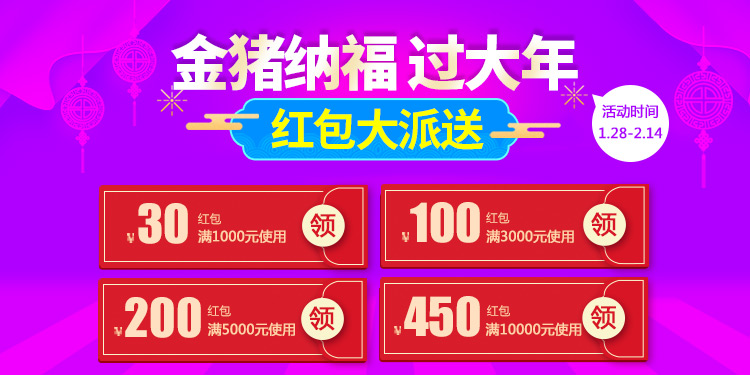 金猪纳福 过大年
红包大派送
活动时间
1.28-2.14
¥30 红包
满1000元使用
领
¥100 红包
满3000元使用
领
¥200 红包
满5000元使用
领
¥450 红包
满10000元使用
领